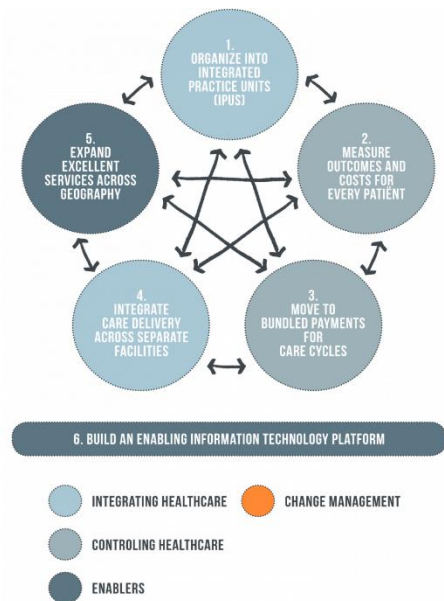 1.
ORGANIZE INTO
INTEGRATED
PRACTICE UNITS
(IPUS)
5.
EXPAND
EXCELLENT
SERVICES ACROSS
GEOGRAPHY
2.
MEASURE
OUTCOMES AND
COSTS FOR
EVERY PATIËNT
4.
INTEGRATE
CARE DELIVERY
ACROSS SEPARATE
FACILITIES
3.
MOVE TO
BUNDLED PAYMENTS
FOR
CARE CYCLES
6. BUILD AN ENABLING INFORMATION TECHNOLOGY PLATFORM
INTEGRATING HEALTHCARE
CHANGE MANAGEMENT
CONTROLING HEALTHCARE
ENABLERS